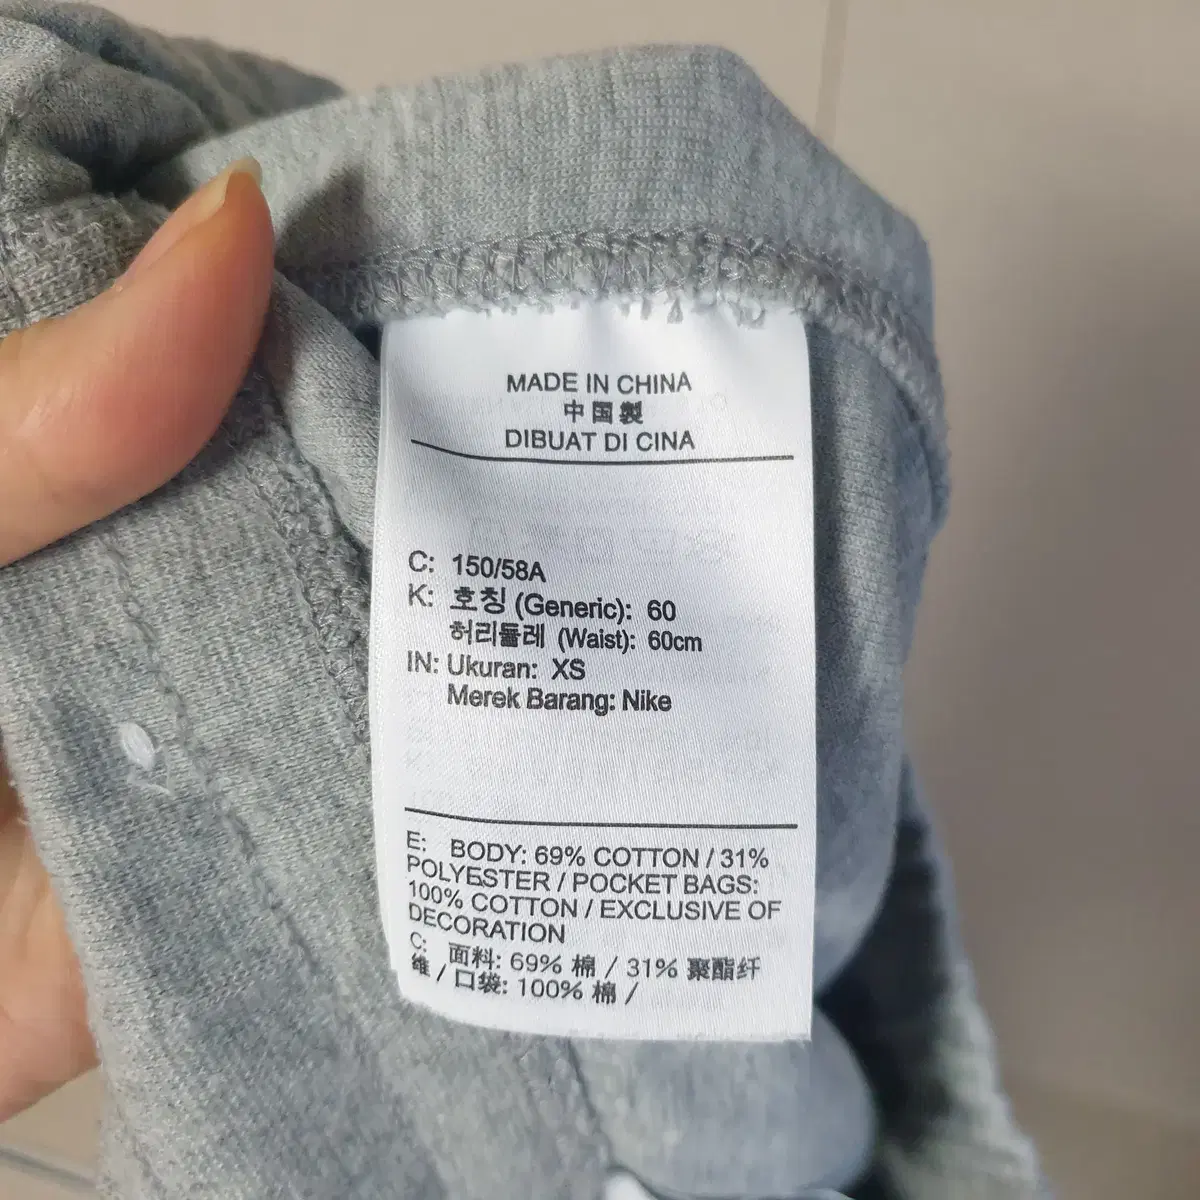 MADE IN CHINA
中国製
DIBUAT DI CINA
C: 150/58A
K: 호칭 (Generic): 60
허리둘레 (Waist): 60cm
IN: Ukuran: XS
Merek Barang: Nike
E: BODY: 69% COTTON / 31%
POLYESTER / POCKET BAGS:
100% COTTON / EXCLUSIVE OF
DECORATION
C: 面料: 69% 棉 / 31% 聚酯纤
维 / 口袋: 100% 棉 /